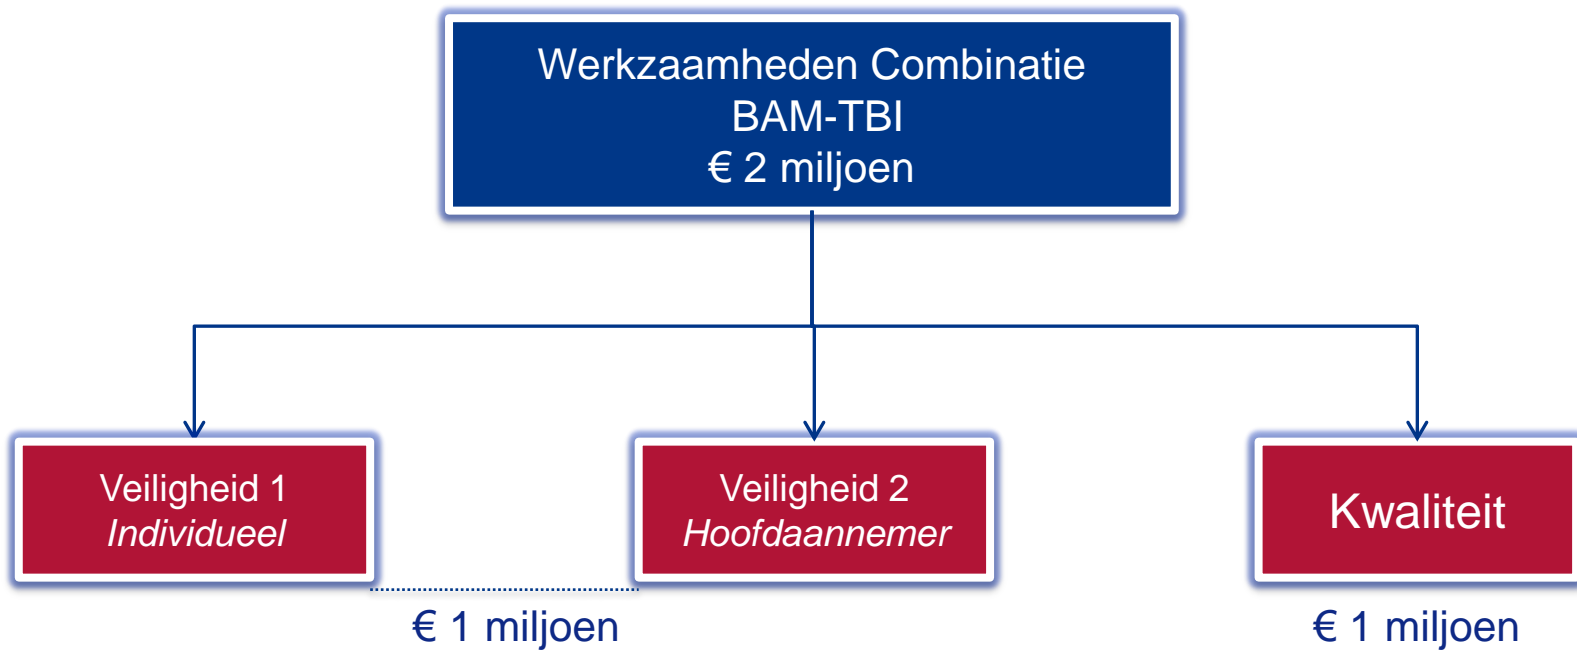 Werkzaamheden Combinatie
BAM-TBI
€ 2 miljoen
Veiligheid 1
Individueel
Veiligheid 2
Hoofdaannemer
Kwaliteit
€ 1 miljoen
€ 1 miljoen